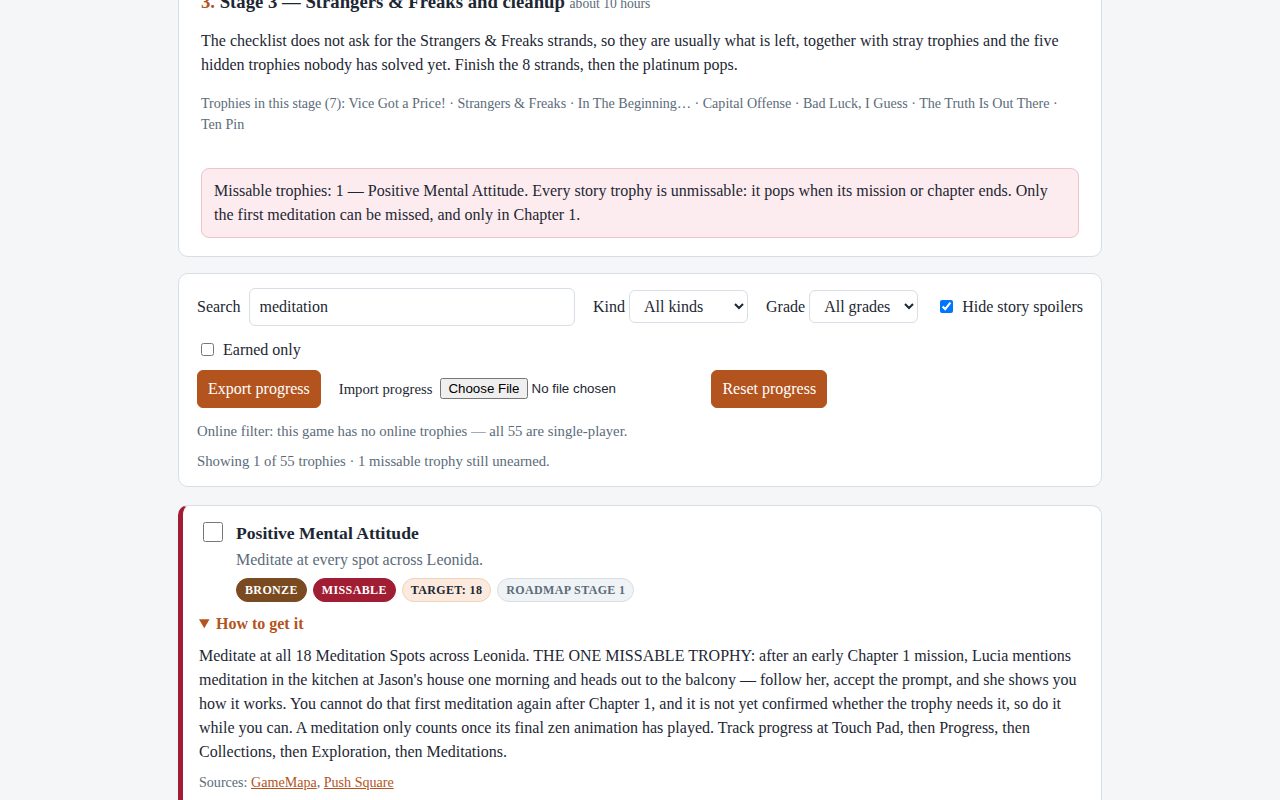 3. Stage 3 — Strangers & Freaks and cleanup about 10 hours
The checklist does not ask for the Strangers & Freaks strands, so they are usually what is left, together with stray trophies and the five
hidden trophies nobody has solved yet. Finish the 8 strands, then the platinum pops.
Trophies in this stage (7): Vice Got a Price! · Strangers & Freaks · In The Beginning… · Capital Offense · Bad Luck, I Guess · The Truth Is Out There ·
Ten Pin
Missable trophies: 1 — Positive Mental Attitude. Every story trophy is unmissable: it pops when its mission or chapter ends. Only
the first meditation can be missed, and only in Chapter 1.
Search meditation Kind All kinds Grade All grades Hide story spoilers
Earned only
Export progress Import progress Choose File No file chosen Reset progress
Online filter: this game has no online trophies — all 55 are single-player.
Showing 1 of 55 trophies · 1 missable trophy still unearned.
Positive Mental Attitude
Meditate at every spot across Leonida.
BRONZE MISSABLE TARGET: 18 ROADMAP STAGE 1
How to get it
Meditate at all 18 Meditation Spots across Leonida. THE ONE MISSABLE TROPHY: after an early Chapter 1 mission, Lucia mentions
meditation in the kitchen at Jason's house one morning and heads out to the balcony — follow her, accept the prompt, and she shows you
how it works. You cannot do that first meditation again after Chapter 1, and it is not yet confirmed whether the trophy needs it, so do it
while you can. A meditation only counts once its final zen animation has played. Track progress at Touch Pad, then Progress, then
Collections, then Exploration, then Meditations.
Sources: GameMapa, Push Square